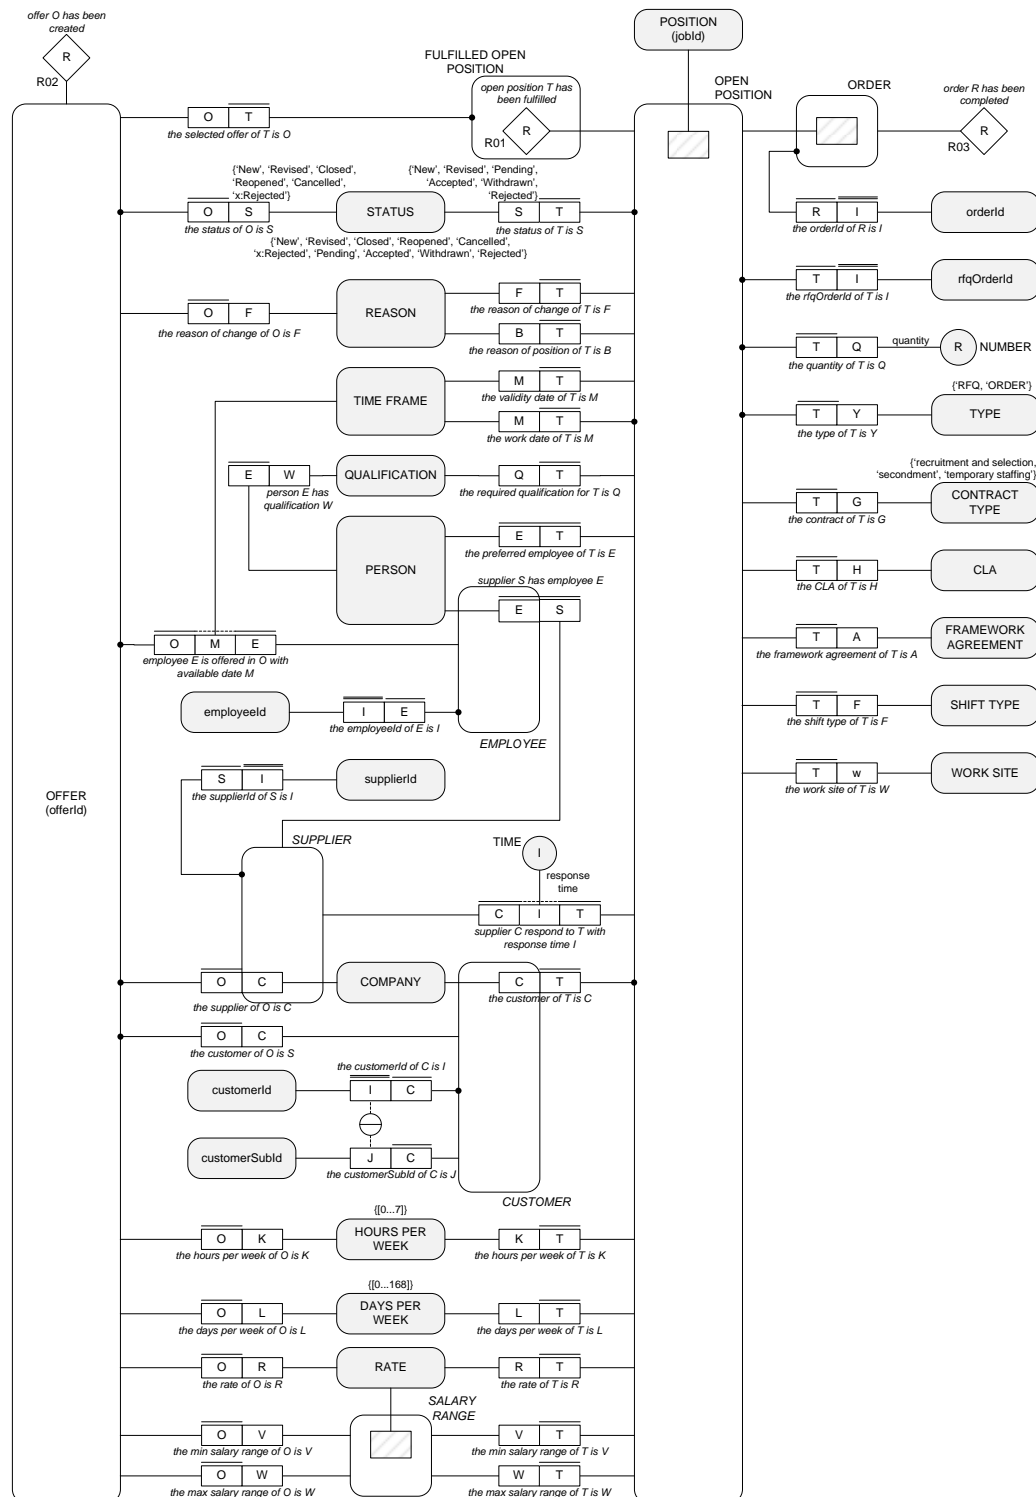 offer O has been
created
R
R02
POSITION
(jobId)
FULFILLED OPEN
POSITION
open position T has
been fulfilled
R
R01
OPEN
POSITION
ORDER
order R has been
completed
R
R03
O T
the selected offer of T is O
{'New', 'Revised', 'Closed',
'Reopened', 'Cancelled',
'x:Rejected'}
{'New', 'Revised', 'Pending',
'Accepted', 'Withdrawn',
'Rejected'}
O S
the status of O is S
STATUS
S T
the status of T is S
{'New', 'Revised', 'Closed', 'Reopened', 'Cancelled',
'x:Rejected', 'Pending', 'Accepted', 'Withdrawn', 'Rejected'}
R I
the orderId of R is I
orderId
T I
the rfqOrderId of T is I
rfqOrderId
O F
the reason of change of O is F
REASON
F T
the reason of change of T is F
B T
the reason of position of T is B
T Q
quantity
R
NUMBER
the quantity of T is Q
TIME FRAME
M T
the validity date of T is M
M T
the work date of T is M
{'RFQ, 'ORDER'}
T Y
the type of T is Y
TYPE
E W
person E has
qualification W
QUALIFICATION
Q T
the required qualification for T is Q
{'recruitment and selection,
'secondment', 'temporary staffing'}
T G
the contract of T is G
CONTRACT
TYPE
PERSON
E T
the preferred employee of T is E
supplier S has employee E
E S
T H
the CLA of T is H
CLA
O M E
employee E is offered in O with
available date M
T A
the framework agreement of T is A
FRAMEWORK
AGREEMENT
employeeId
I E
the employeeId of E is I
EMPLOYEE
T F
the shift type of T is F
SHIFT TYPE
S I
the supplierId of S is I
supplierId
T w
the work site of T is W
WORK SITE
OFFER
(offerId)
SUPPLIER
TIME
I
response
time
C I T
supplier C respond to T with
response time I
O C
the supplier of O is C
COMPANY
C T
the customer of T is C
O C
the customer of O is S
the customerId of C is I
customerId
I C
customerSubId
J C
the customerSubId of C is J
CUSTOMER
{[0...7]}
O K
the hours per week of O is K
HOURS PER
WEEK
K T
the hours per week of T is K
{[0...168]}
O L
the days per week of O is L
DAYS PER
WEEK
L T
the days per week of T is L
O R
the rate of O is R
RATE
R T
the rate of T is R
SALARY
RANGE
O V
the min salary range of O is V
V T
the min salary range of T is V
O W
the max salary range of O is W
W T
the max salary range of T is W